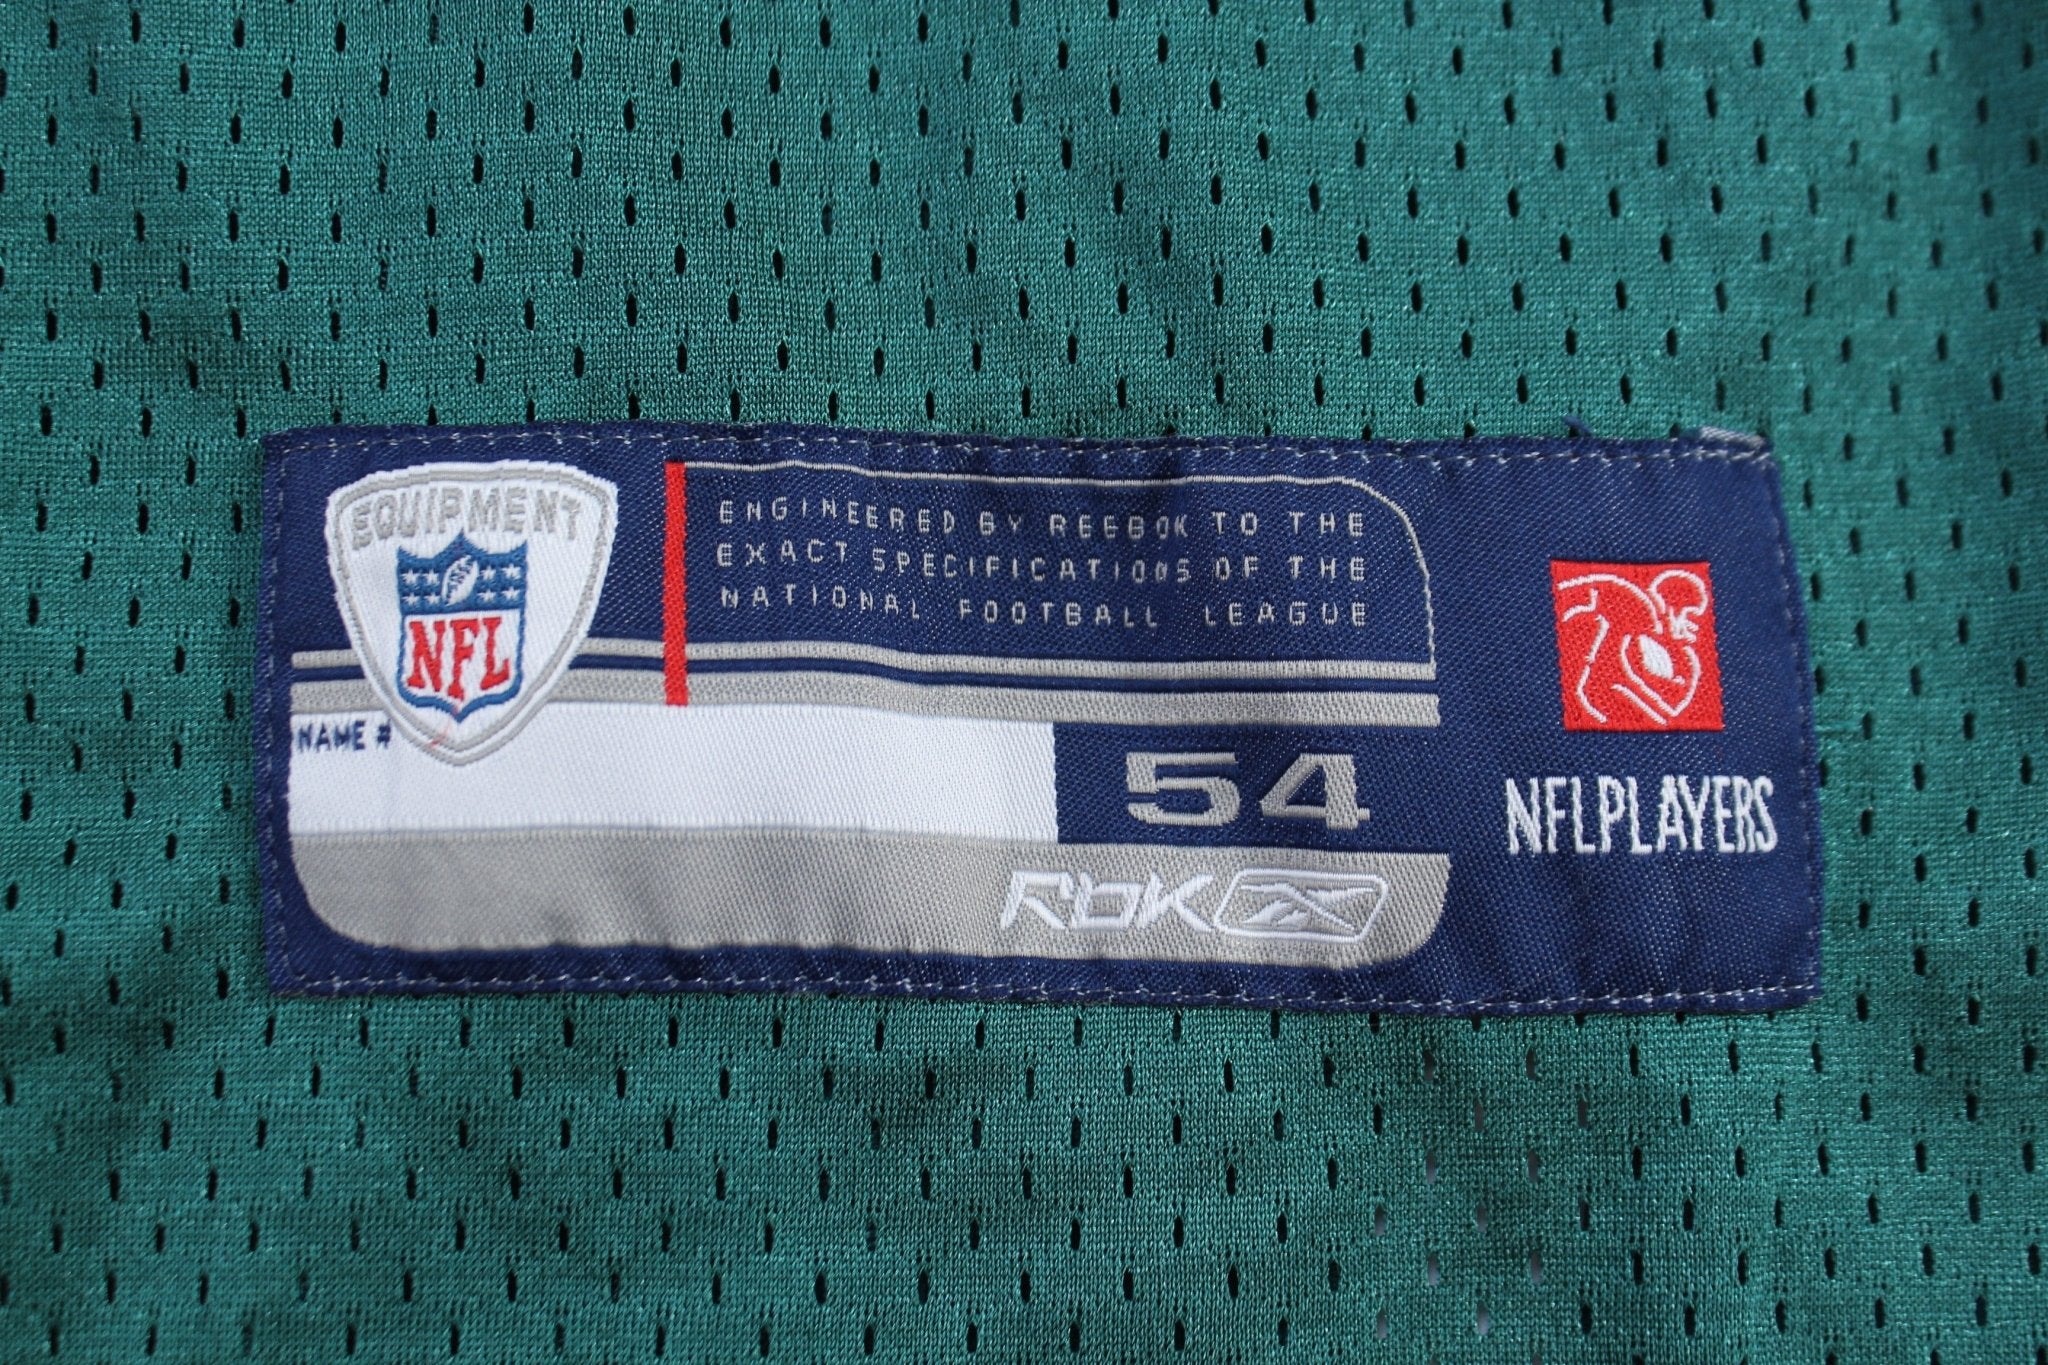 EQUIPMENT
NFL
ENGINEERED BY REEBOK TO THE
EXACT SPECIFICATIONS OF THE
NATIONAL FOOTBALL LEAGUE
NAME #
54
RBK
NFLPLAYERS